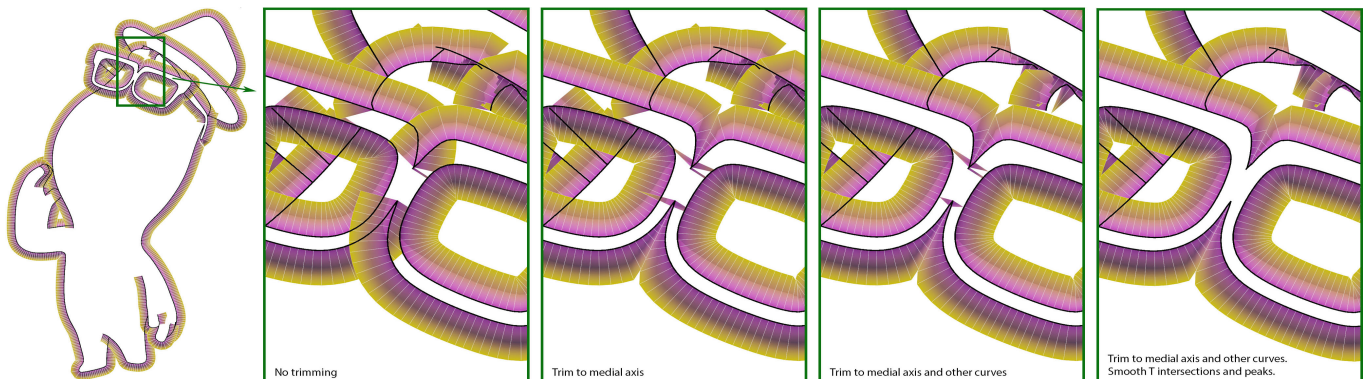 No trimming
Trim to medial axis
Trim to medial axis and other curves
Trim to medial axis and other curves.
Smooth T intersections and peaks.